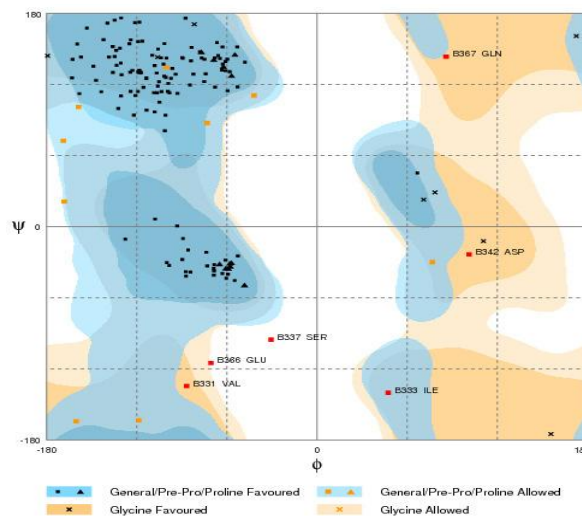 180
B367 GLN
ψ 0
B342 ASP
B337 SER
B366 GLU
B331 VAL
B333 ILE
-180
-180 0 180
ϕ
General/Pre-Pro/Proline Favoured General/Pre-Pro/Proline Allowed
Glycine Favoured Glycine Allowed